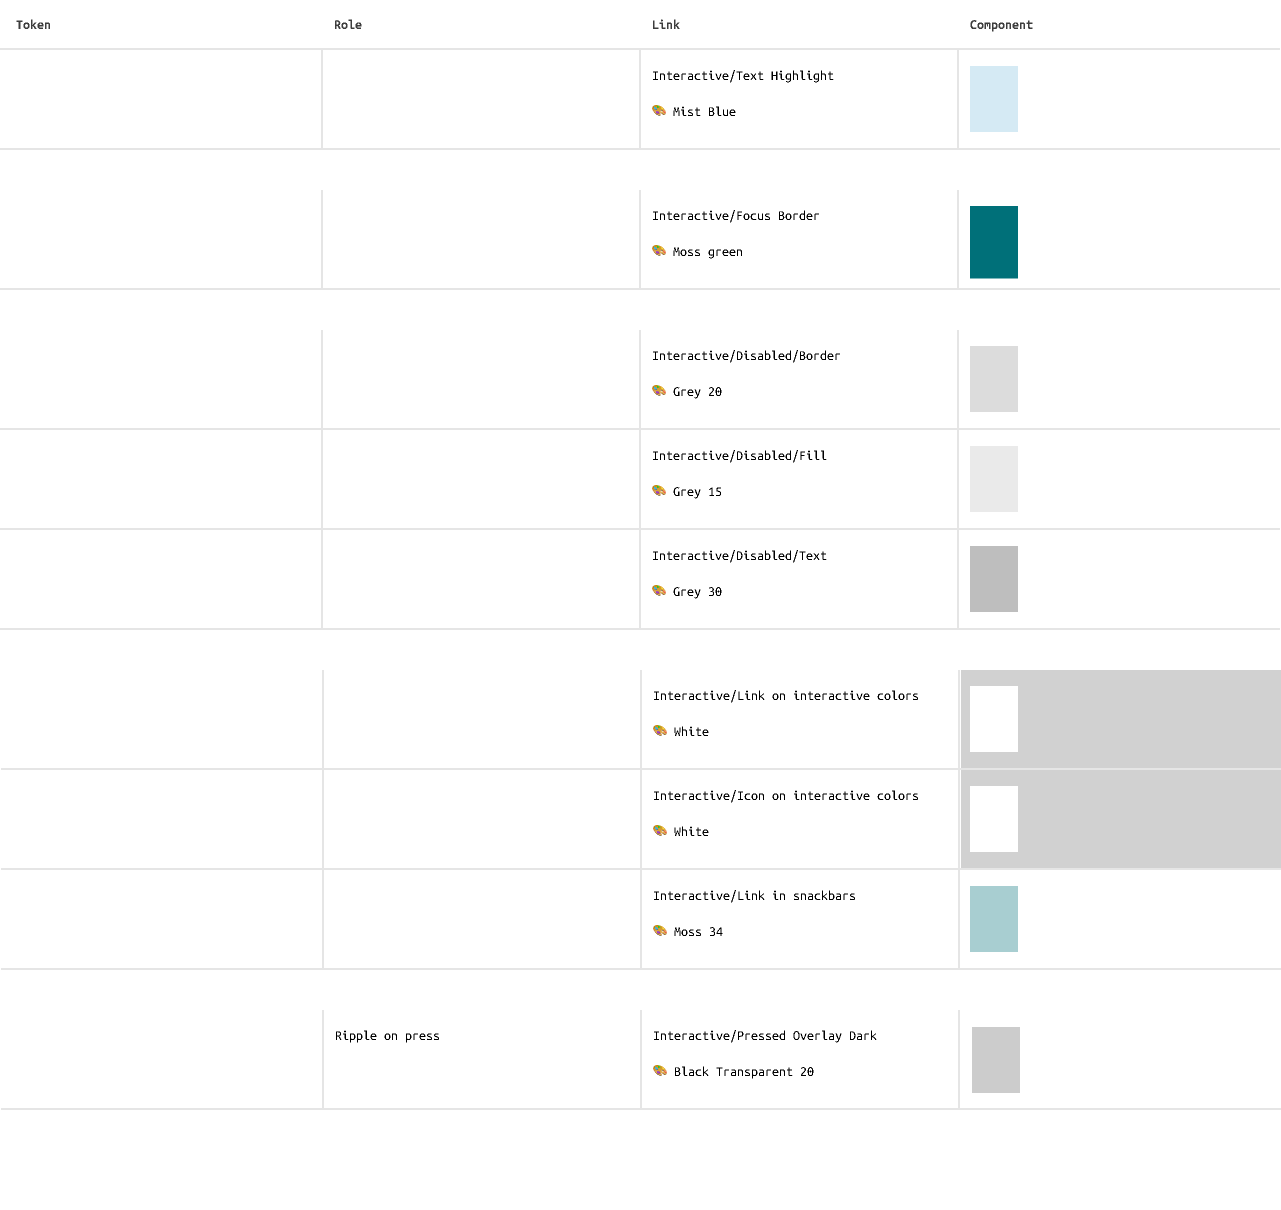 Token Role Link Component
Interactive/Text Highlight
🎨 Mist Blue
Interactive/Focus Border
🎨 Moss green
Interactive/Disabled/Border
🎨 Grey 20
Interactive/Disabled/Fill
🎨 Grey 15
Interactive/Disabled/Text
🎨 Grey 30
Interactive/Link on interactive colors
🎨 White
Interactive/Icon on interactive colors
🎨 White
Interactive/Link in snackbars
🎨 Moss 34
Ripple on press Interactive/Pressed Overlay Dark
🎨 Black Transparent 20